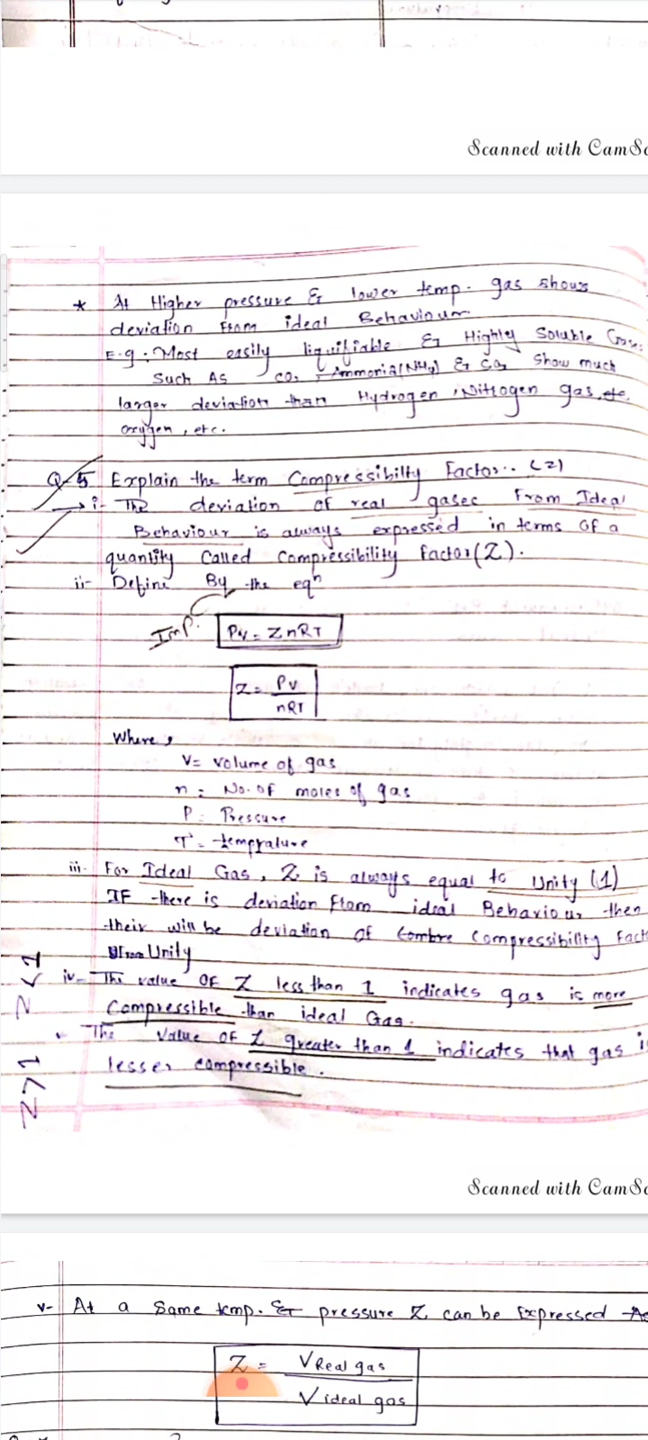 Scanned with CamSc
* At Higher pressure & lower temp. gas shows
deviation from ideal Behaviour
E.g: Most easily liquifiable & Highly Soluble Gas.
Such As CO2, Ammonia(NH3) & SO2 show much
larger deviation than Hydrogen, Nittogen gas, etc.
oxygen, etc.
Q-5 Explain the term Compressibilty Factor.. (Z)
→ i- The deviation of real gases From Ideal
Behaviour is always expressed in terms of a
quantity Called Compressibility factor(Z).
ii- Define By the eqn
Imp. PV = ZnRT
Z = PV
nRT
Where,
V= volume of gas
n = No. of moles of gas
P = Pressure
T = tempralure
iii- For Ideal Gas, Z is always equal to Unity (1)
IF there is deviation from ideal Behaviour then
their will be deviation of Compressibility Fact
Unity
Z<1
iv- The value OF Z less than 1 indicates gas is more
Compressible than ideal Gas.
Z>1
The value OF Z greater than 1 indicates that gas i
lesser compressible.
Scanned with CamSc
v- At a Same temp. & pressure Z can be Expressed As
Z = V Real gas
V ideal gas